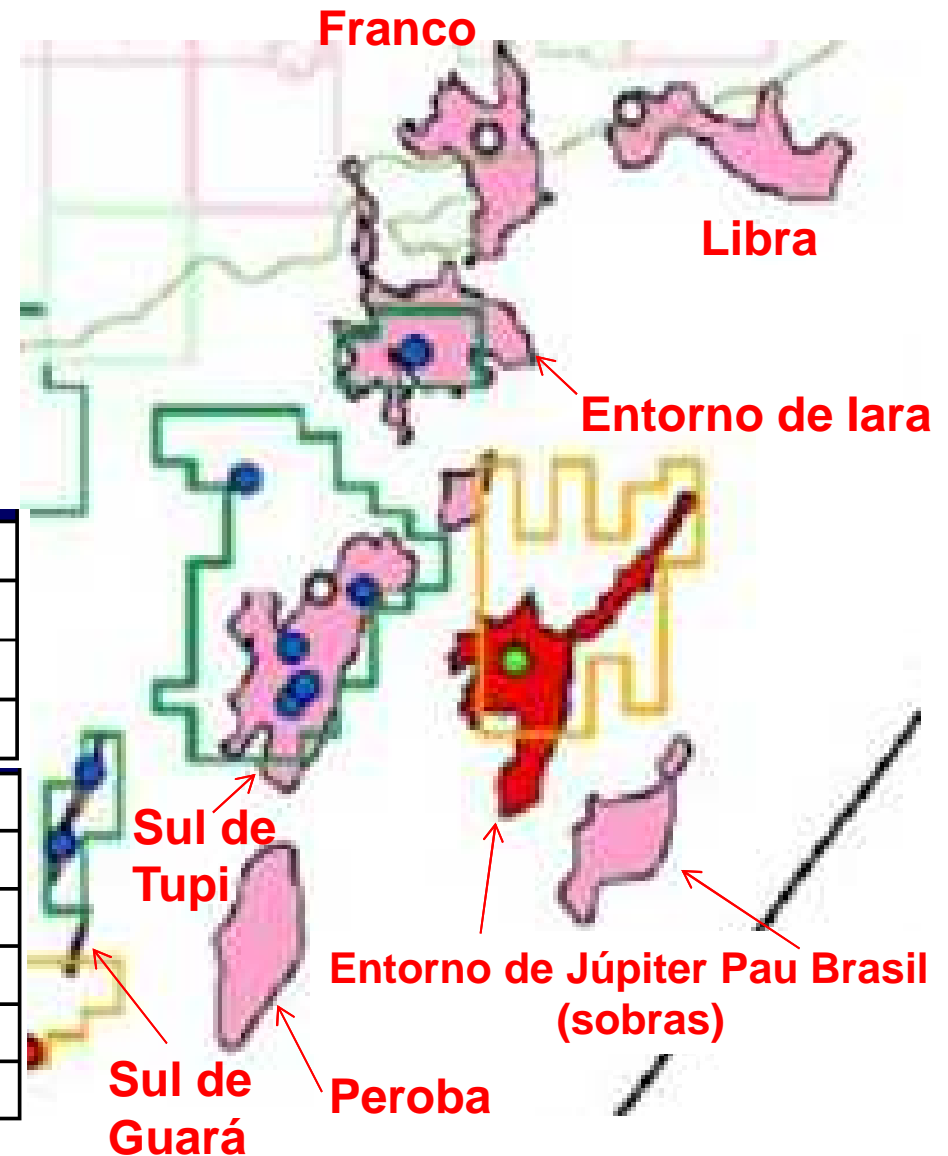 Franco
Libra
Entorno de Iara
Sul de
Tupi
Entorno de Júpiter Pau Brasil
(sobras)
Sul de
Guará
Peroba